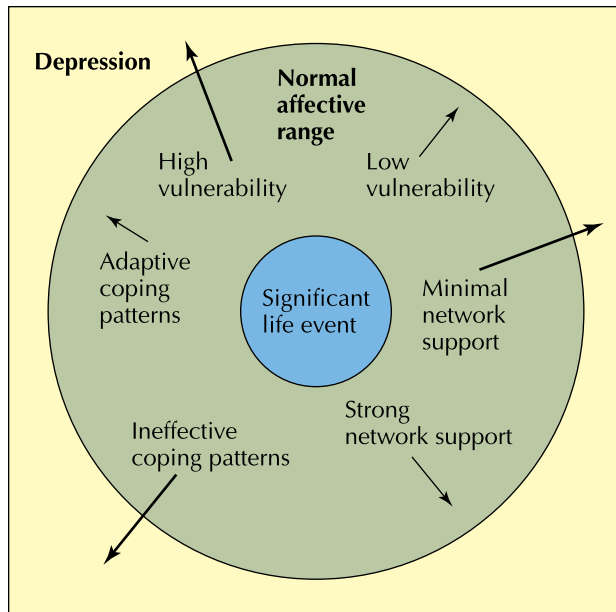 Depression
Normal
affective
range
High
vulnerability
Low
vulnerability
Adaptive
coping
patterns
Significant
life event
Minimal
network
support
Ineffective
coping patterns
Strong
network support